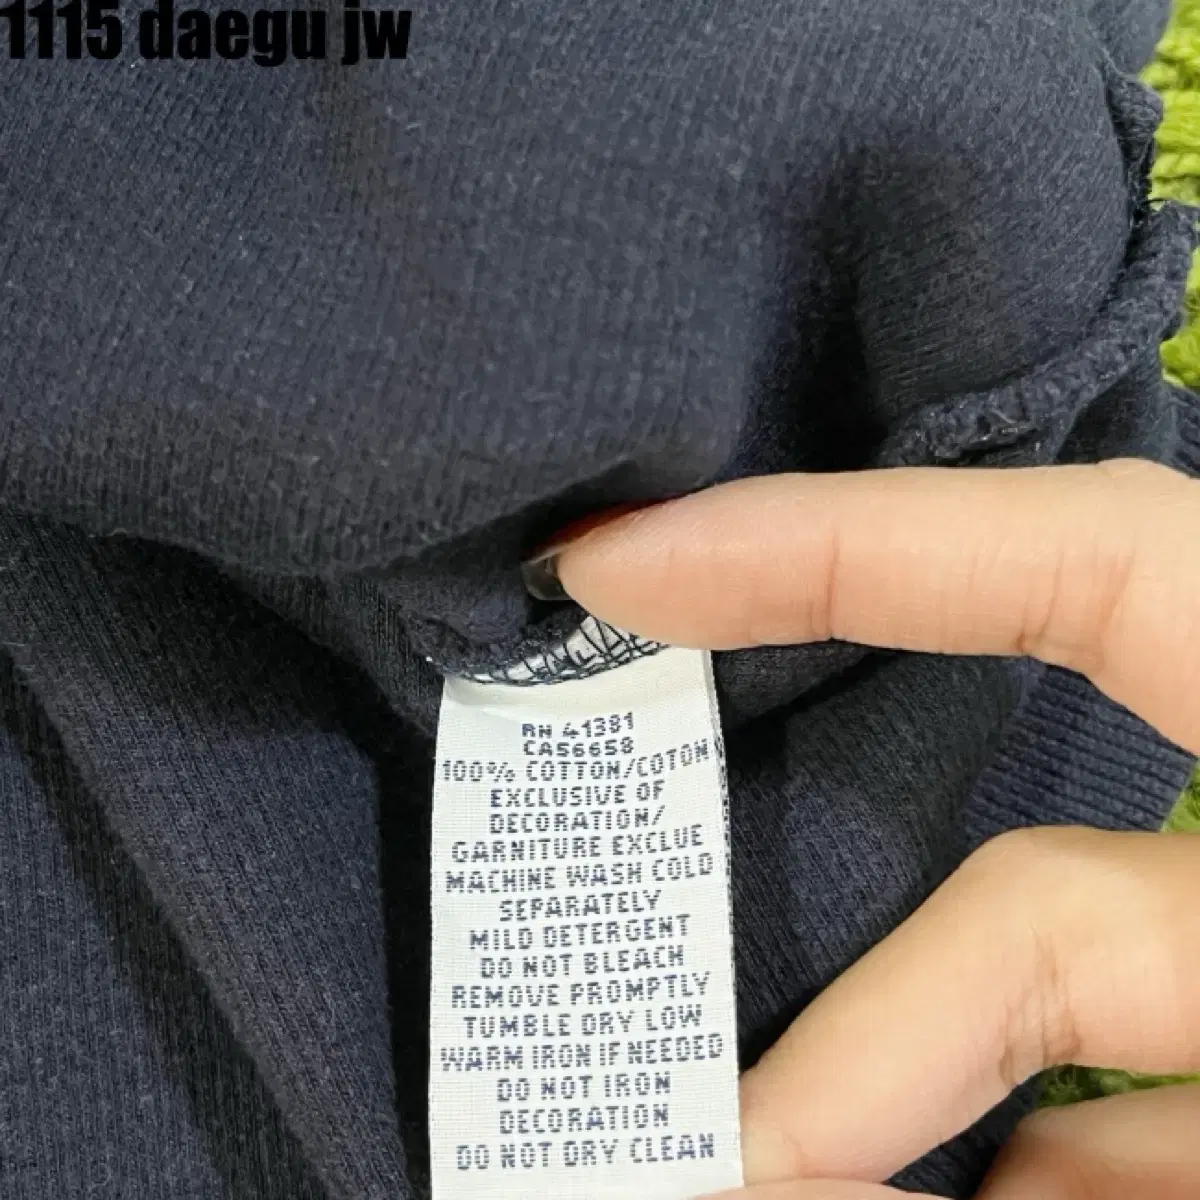 1115 daegu jw
RN 41381
CA56658
100% COTTON/COTON
EXCLUSIVE OF
DECORATION/
GARNITURE EXCLUE
MACHINE WASH COLD
SEPARATELY
MILD DETERGENT
DO NOT BLEACH
REMOVE PROMPTLY
TUMBLE DRY LOW
WARM IRON IF NEEDED
DO NOT IRON
DECORATION
DO NOT DRY CLEAN